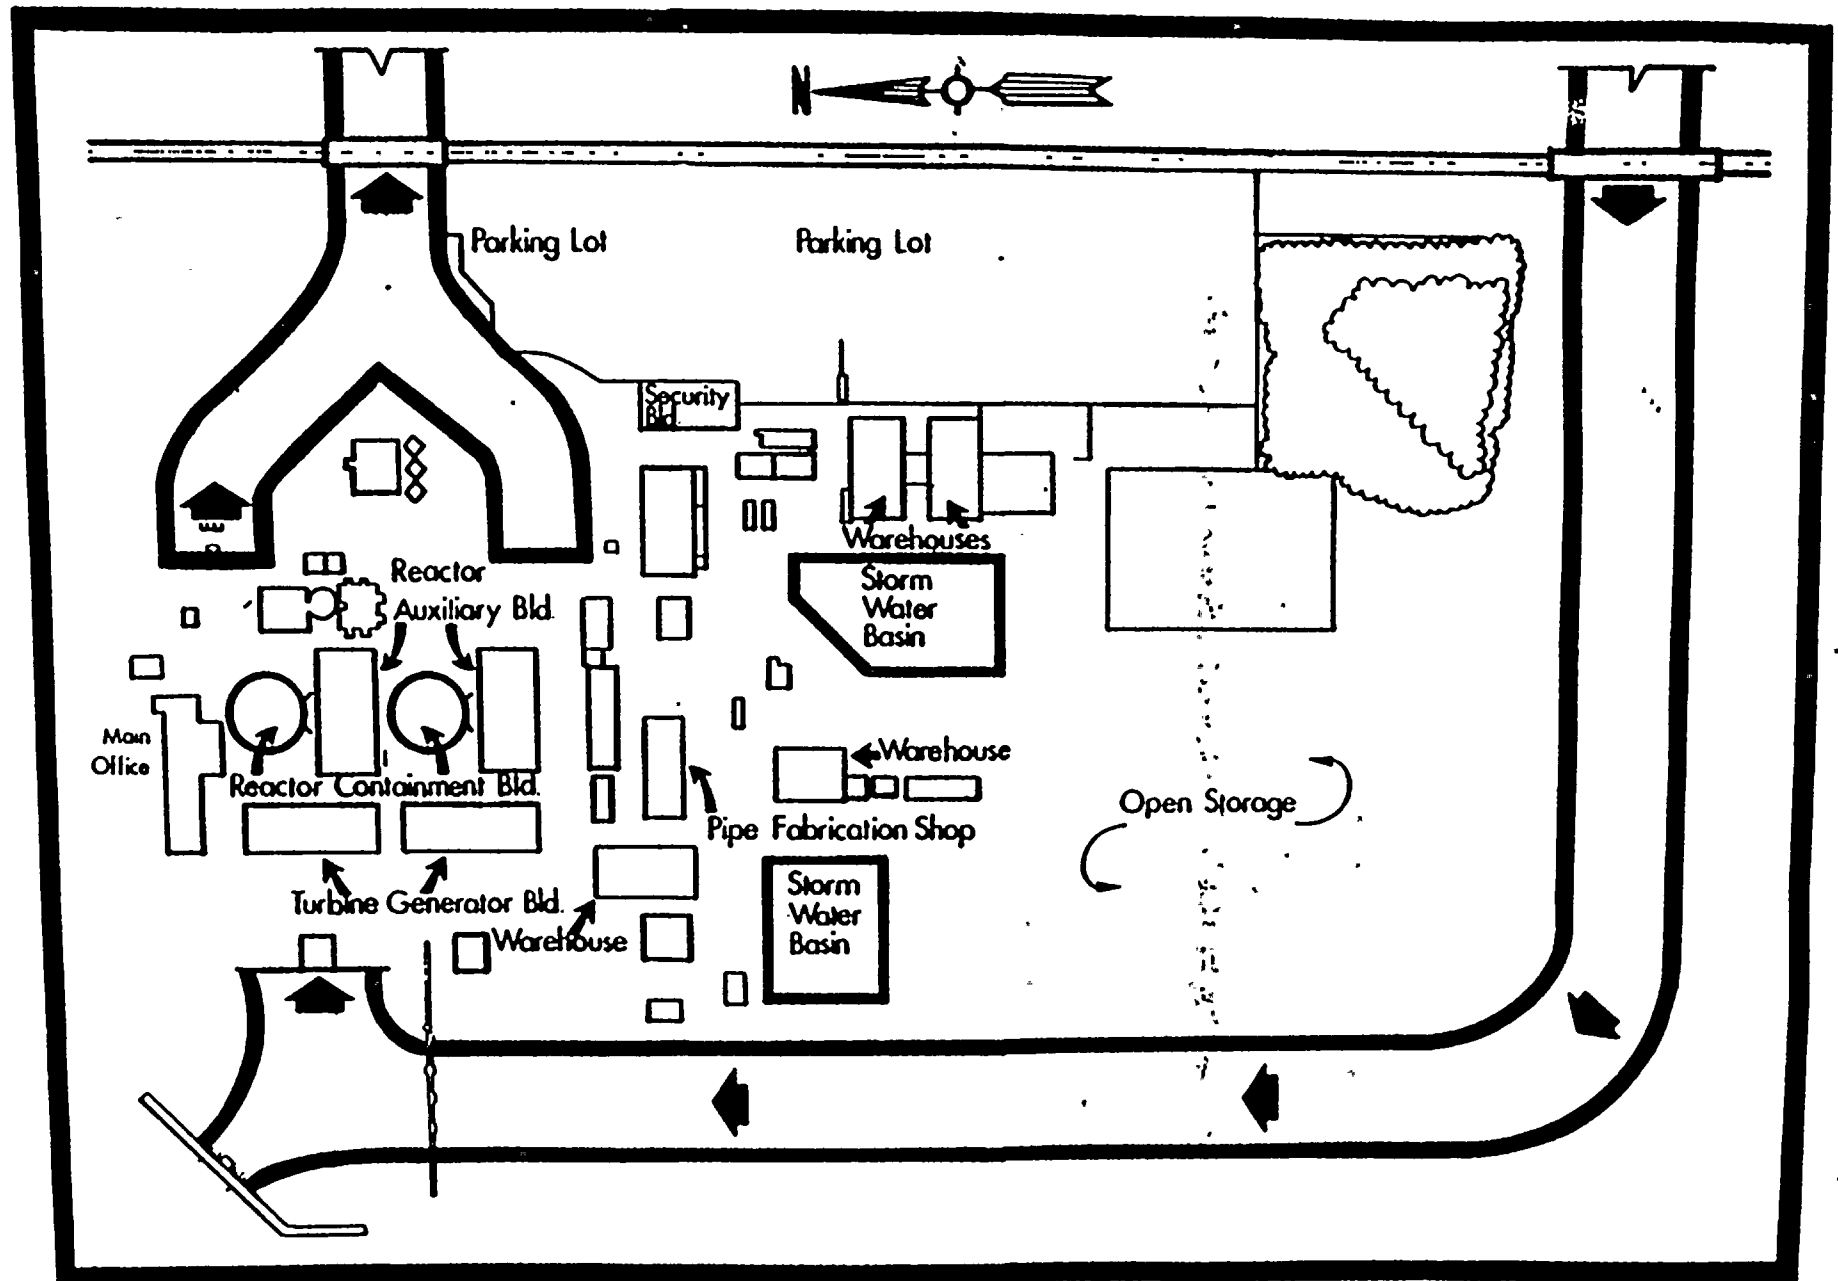 N
Parking Lot
Parking Lot
Security
Bld.
Warehouses
Storm
Water
Basin
Reactor
Auxiliary Bld.
Main
Office
Reactor Containment Bld.
Warehouse
Open Storage
Pipe Fabrication Shop
Turbine Generator Bld.
Warehouse
Storm
Water
Basin